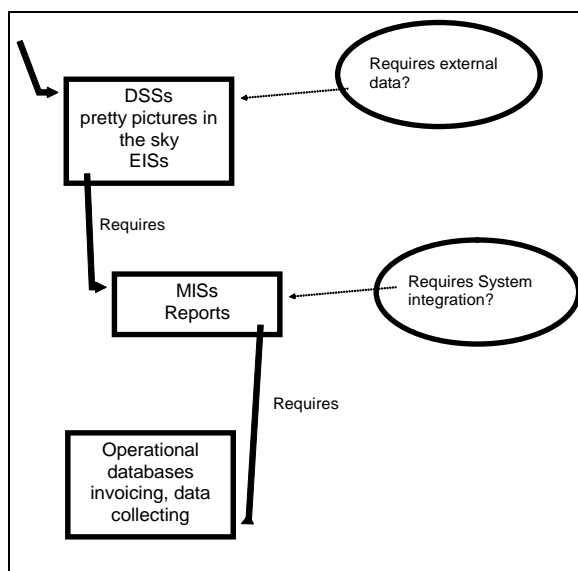 Requires external
data?
DSSs
pretty pictures in
the sky
EISs
Requires
Requires System
integration?
MISs
Reports
Requires
Operational
databases
invoicing, data
collecting